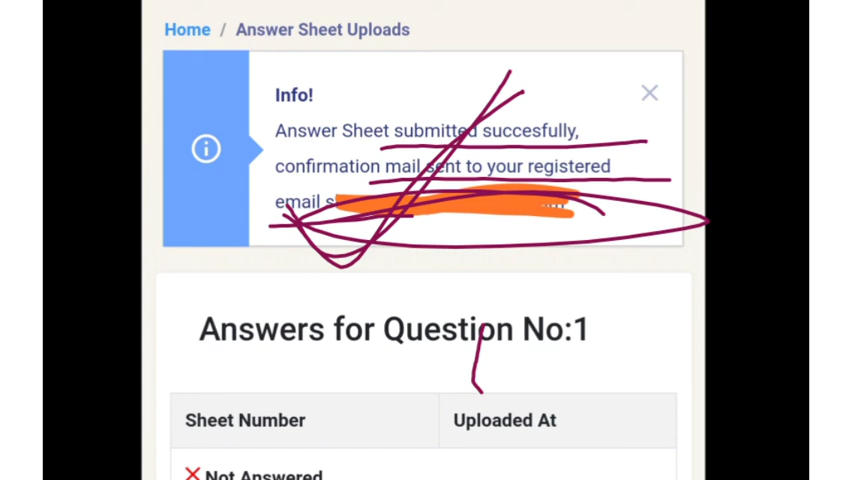 Home / Answer Sheet Uploads
Info!
Answer Sheet submitted succesfully,
confirmation mail sent to your registered
email
Answers for Question No:1
Sheet Number Uploaded At
Not Answered